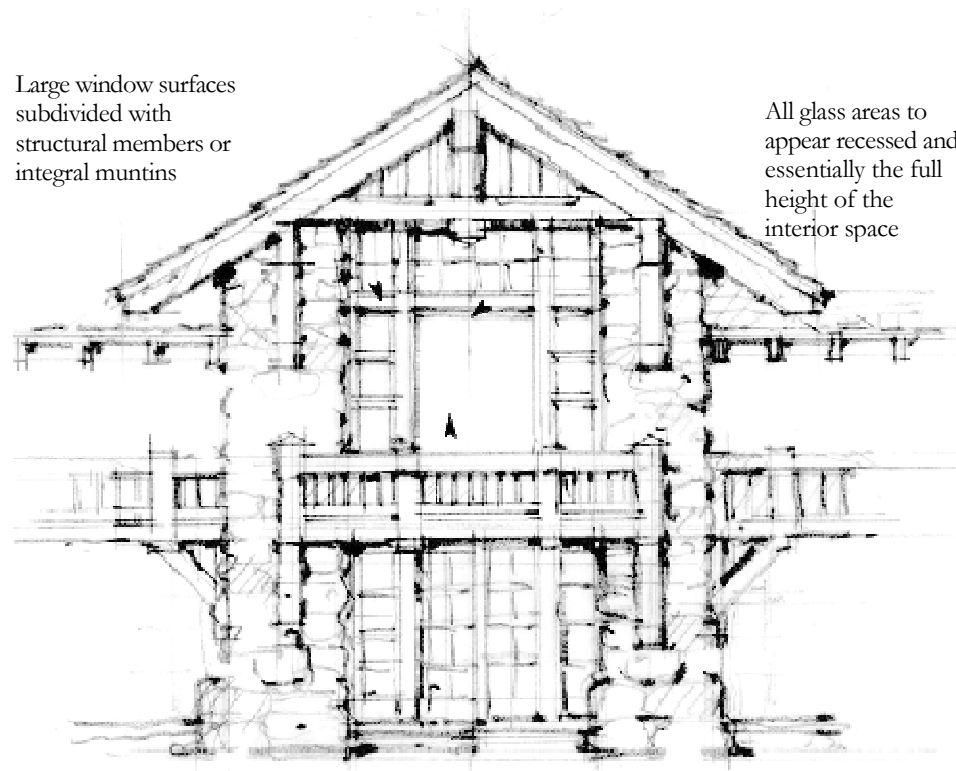 Large window surfaces
subdivided with
structural members or
integral muntins
All glass areas to
appear recessed and
essentially the full
height of the
interior space